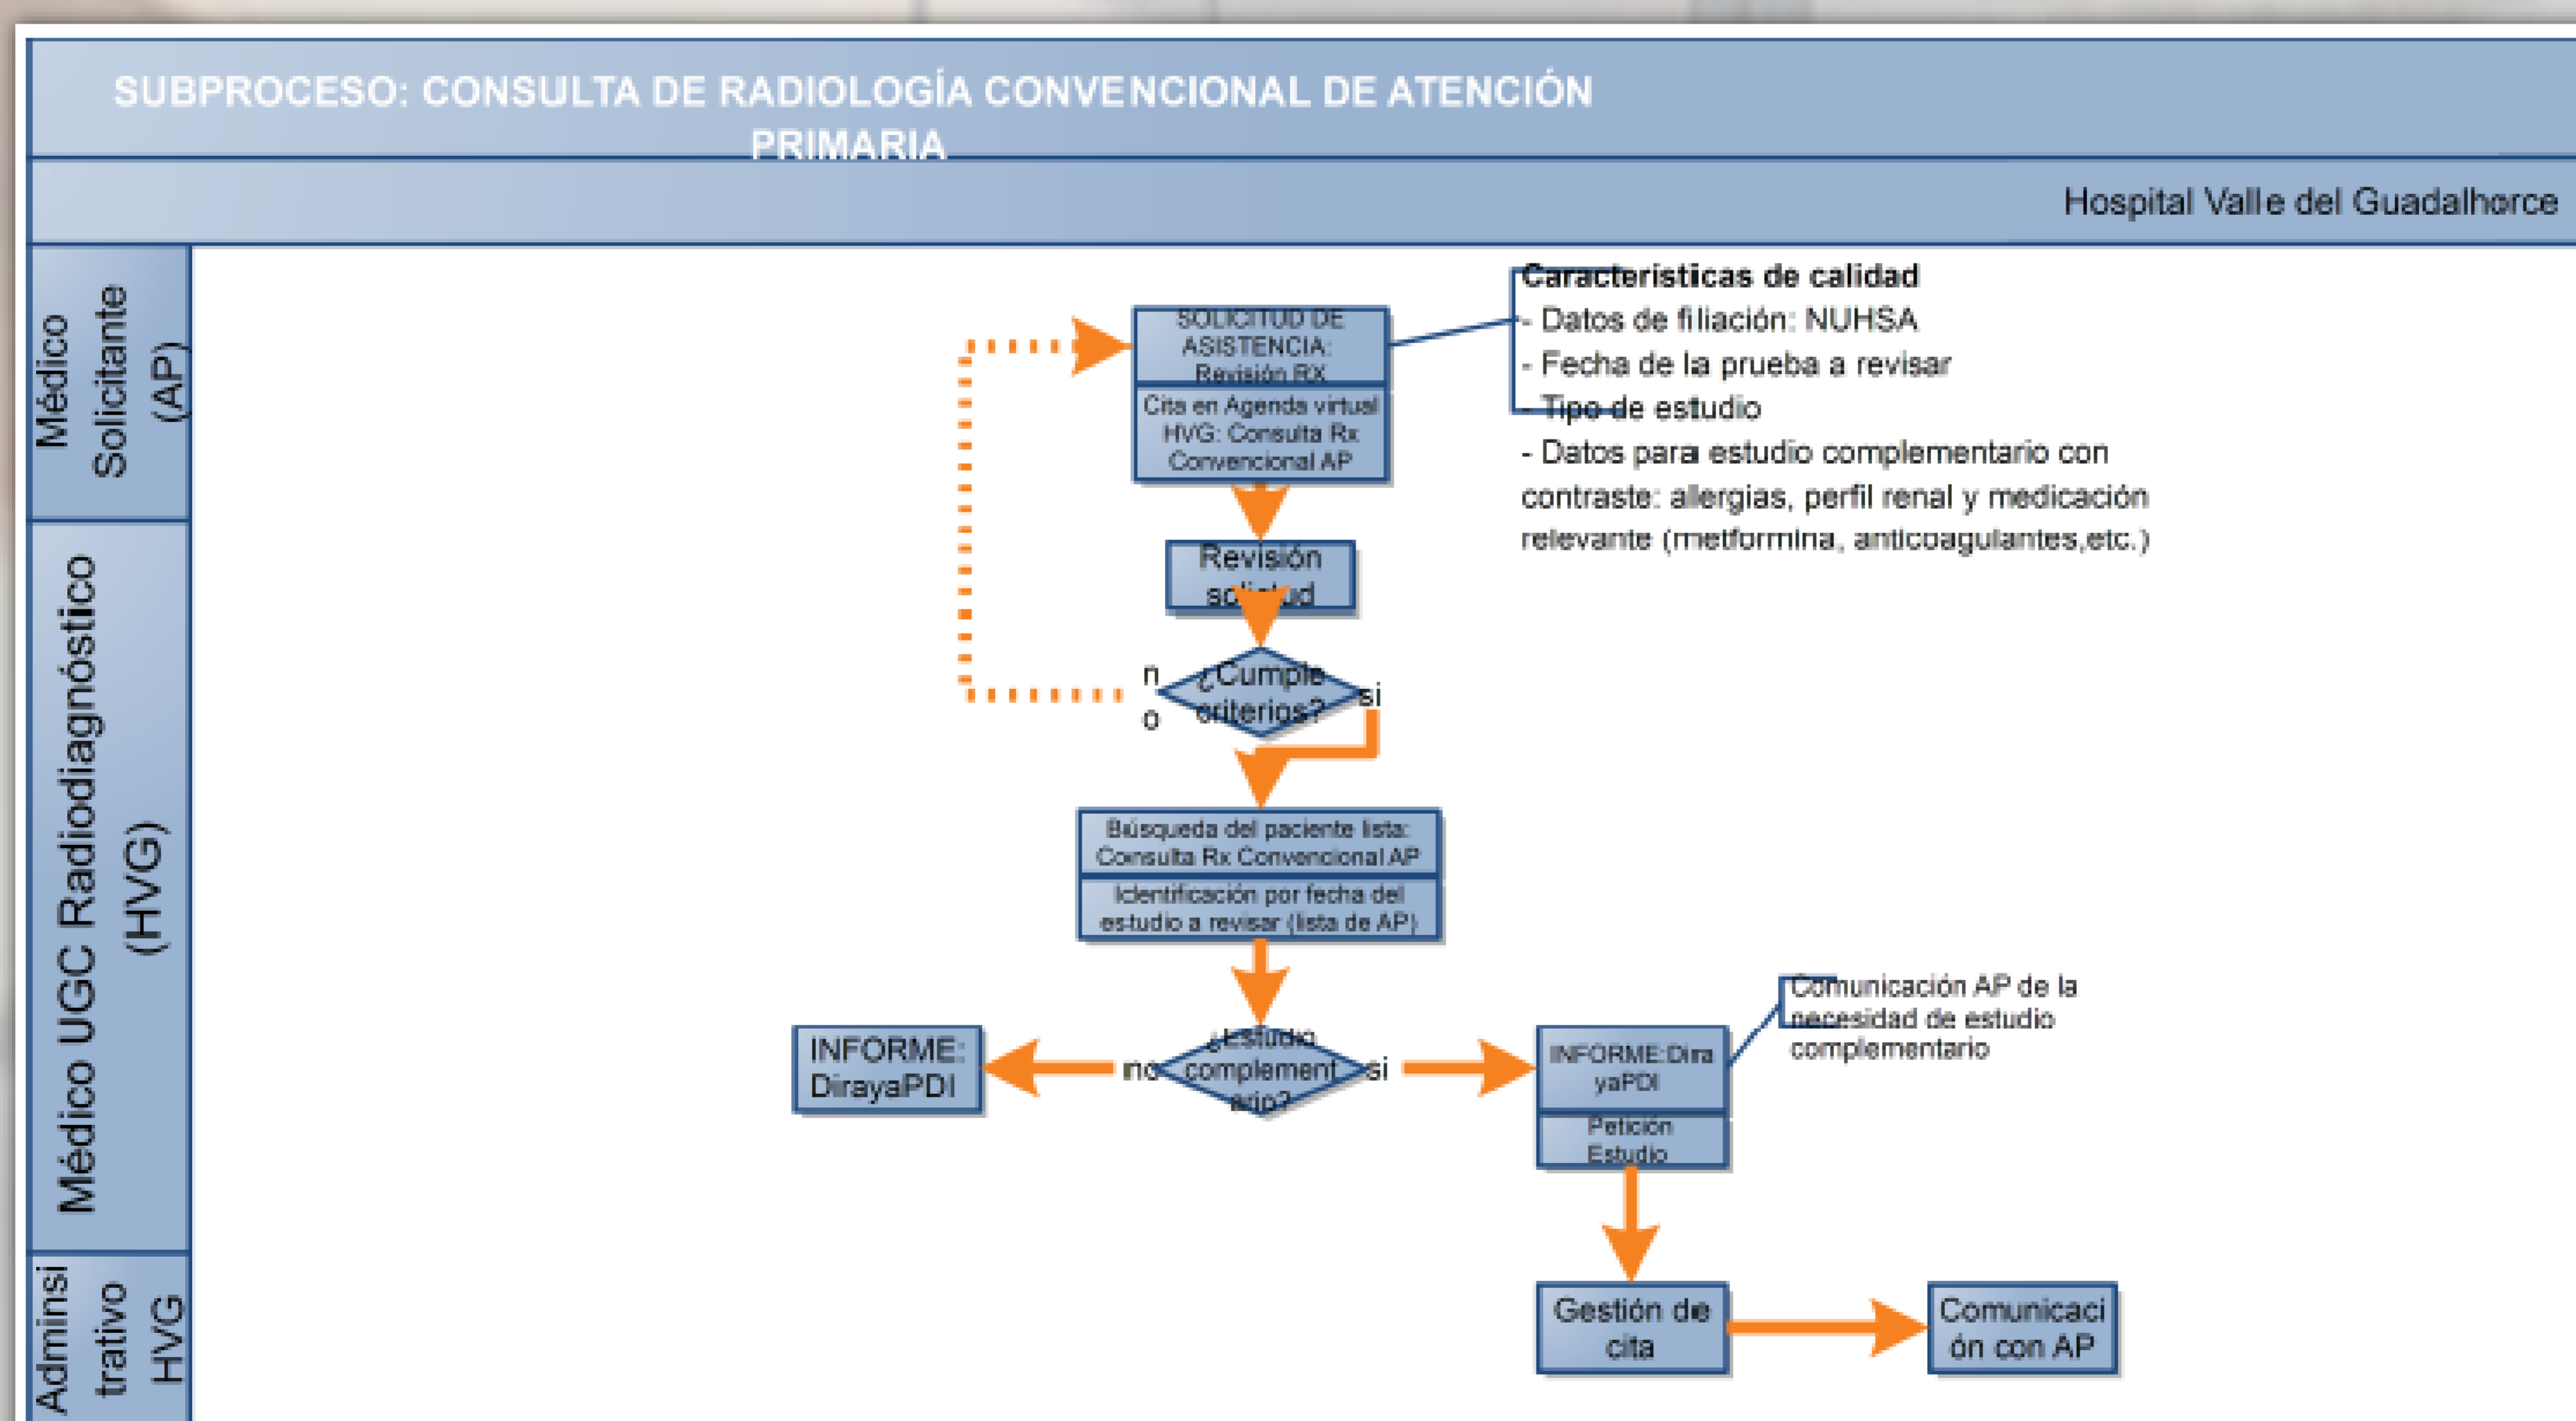 SUBPROCESO: CONSULTA DE RADIOLOGÍA CONVENCIONAL DE ATENCIÓN
PRIMARIA
Hospital Valle del Guadalhorce
Médico
Solicitante
(AP)
SOLICITUD DE
ASISTENCIA:
Revisión RX
Cita en Agenda virtual
HVG: Consulta Rx
Convencional AP
Características de calidad
- Datos de filiación: NUHSA
- Fecha de la prueba a revisar
- Tipo de estudio
- Datos para estudio complementario con
contraste: allergias, perfil renal y medicación
relevante (metformina, anticoagulantes,etc.)
Médico UGC Radiodiagnóstico
(HVG)
Revisión
solicitud
¿Cumple
criterios?
n
o
si
Búsqueda del paciente lista:
Consulta Rx Convencional AP
Identificación por fecha del
estudio a revisar (lista de AP)
¿Estudio
complement
ario?
no
si
INFORME:
DirayaPDI
INFORME:Dira
yaPDI
Petición
Estudio
Comunicación AP de la
necesidad de estudio
complementario
Adminsi
trativo
HVG
Gestión de
cita
Comunicaci
ón con AP